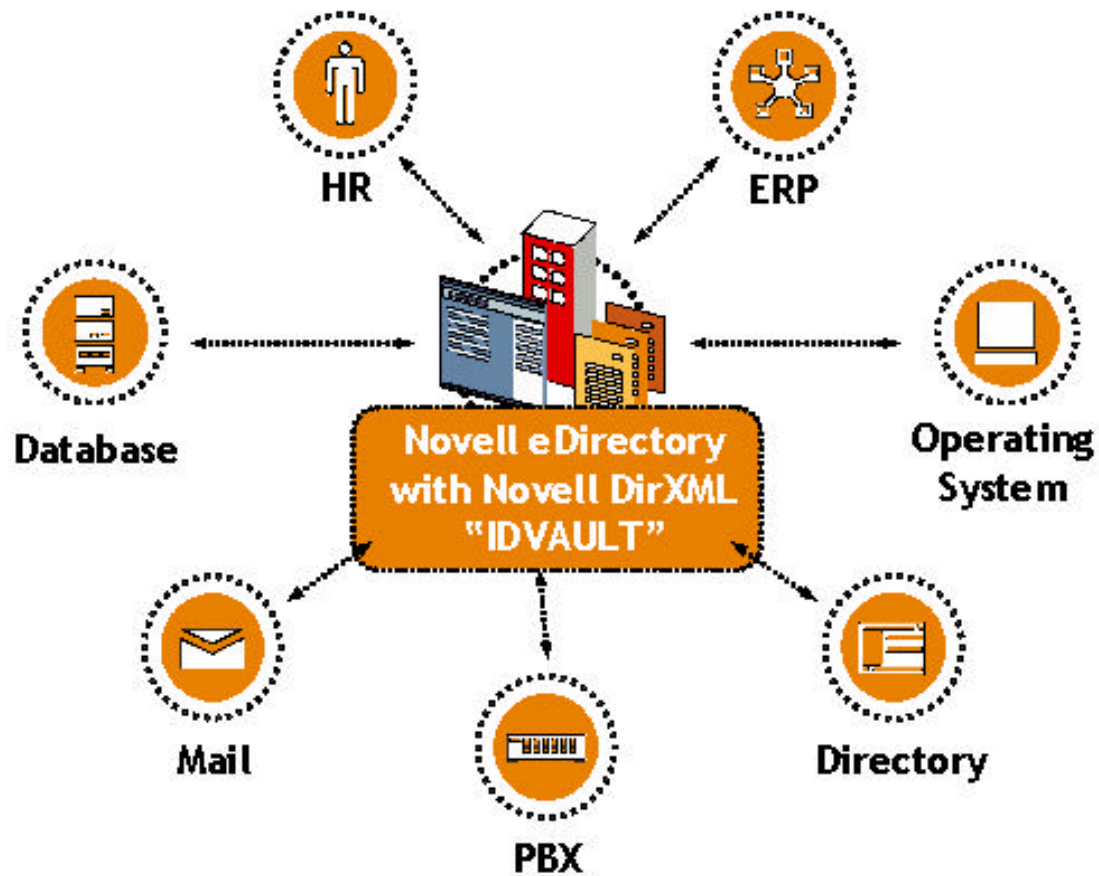 HR
ERP
Database
Operating
System
Novell eDirectory
with Novell DirXML
“IDVAULT”
Mail
Directory
PBX